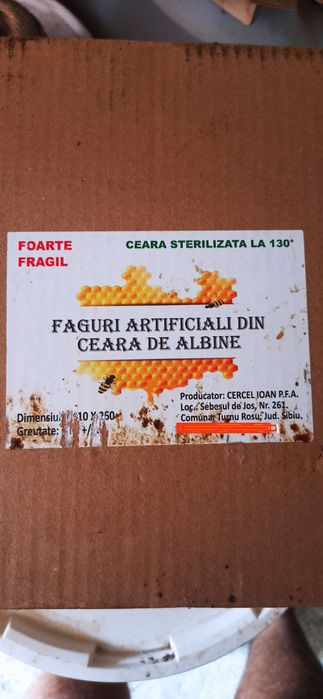 FOARTE
FRAGIL
CEARA STERILIZATA LA 130°
FAGURI ARTIFICIALI DIN
CEARA DE ALBINE
Producator: CERCEL IOAN P.F.A.
Loc.: Sebesul de Jos, Nr. 261.
Comuna: Turnu Rosu, Jud. Sibiu.
Greutate: +/